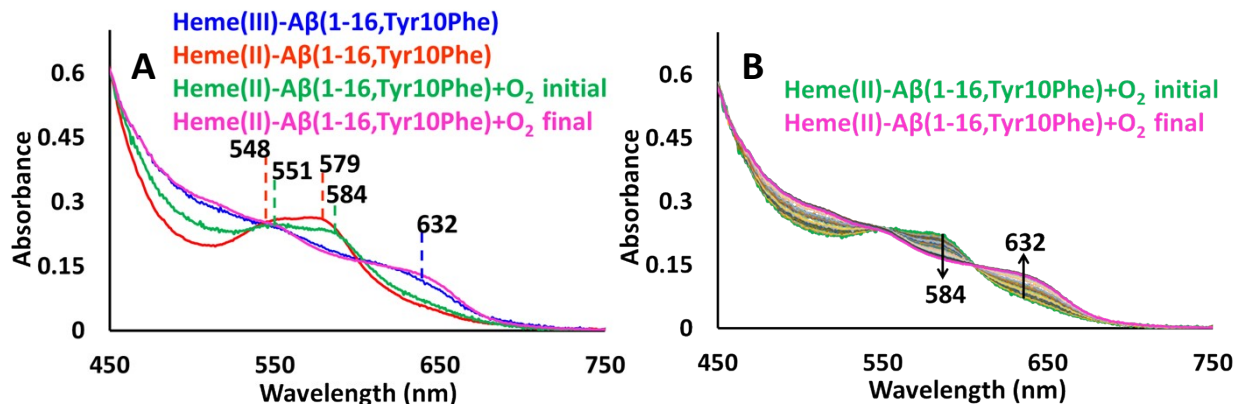 A
Heme(III)-Aβ(1-16,Tyr10Phe)
Heme(II)-Aβ(1-16,Tyr10Phe)
Heme(II)-Aβ(1-16,Tyr10Phe)+O₂ initial
Heme(II)-Aβ(1-16,Tyr10Phe)+O₂ final
548
551
579
584
632
Absorbance
0.6
0.45
0.3
0.15
0
450 550 650 750
Wavelength (nm)
B
Heme(II)-Aβ(1-16,Tyr10Phe)+O₂ initial
Heme(II)-Aβ(1-16,Tyr10Phe)+O₂ final
632
584
Absorbance
0.6
0.45
0.3
0.15
0
450 550 650 750
Wavelength (nm)